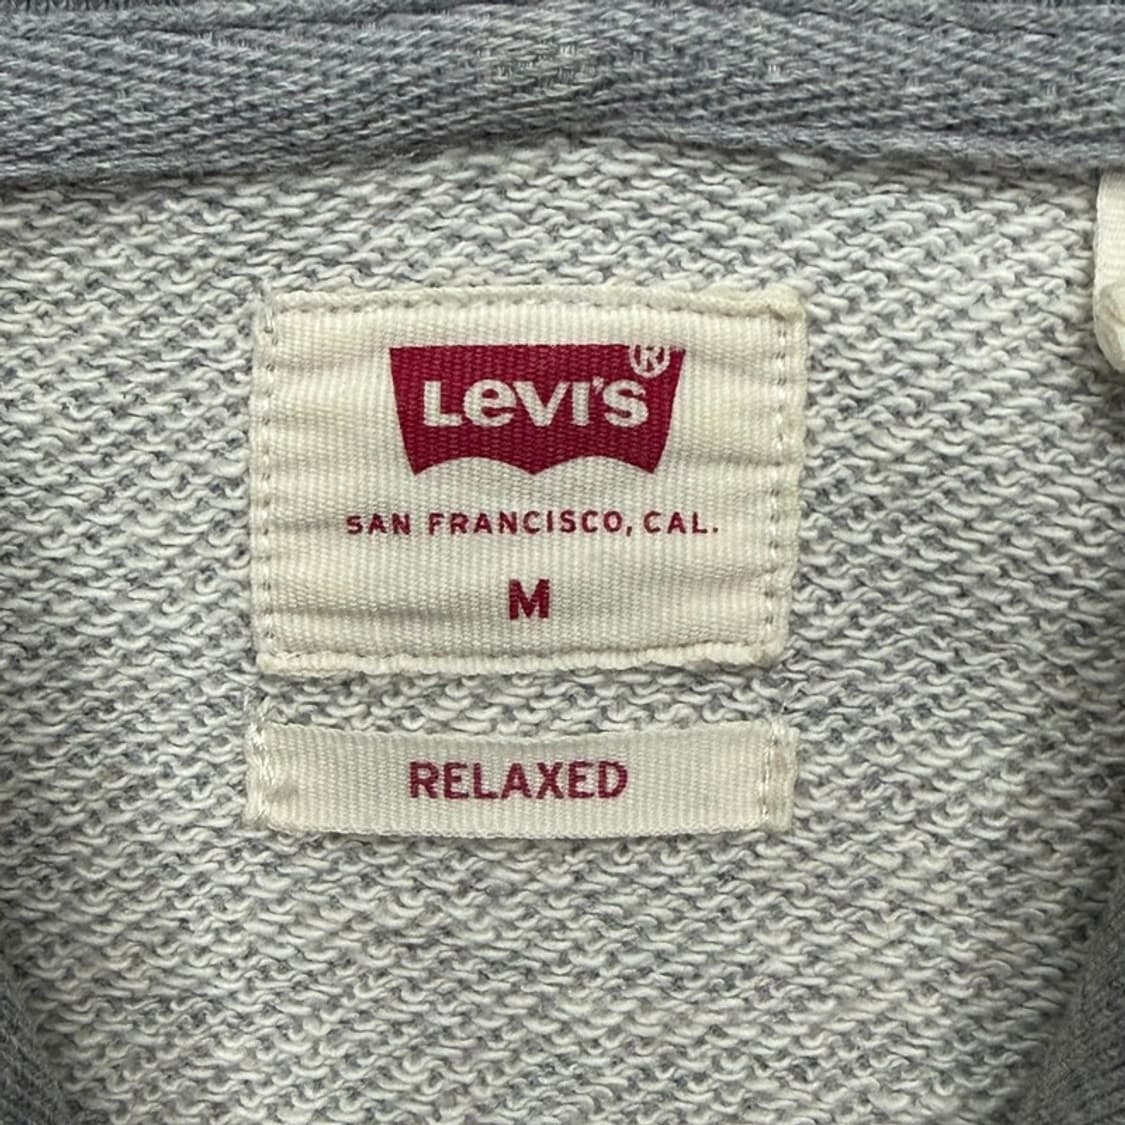 LEVI'S®
SAN FRANCISCO, CAL.
M
RELAXED